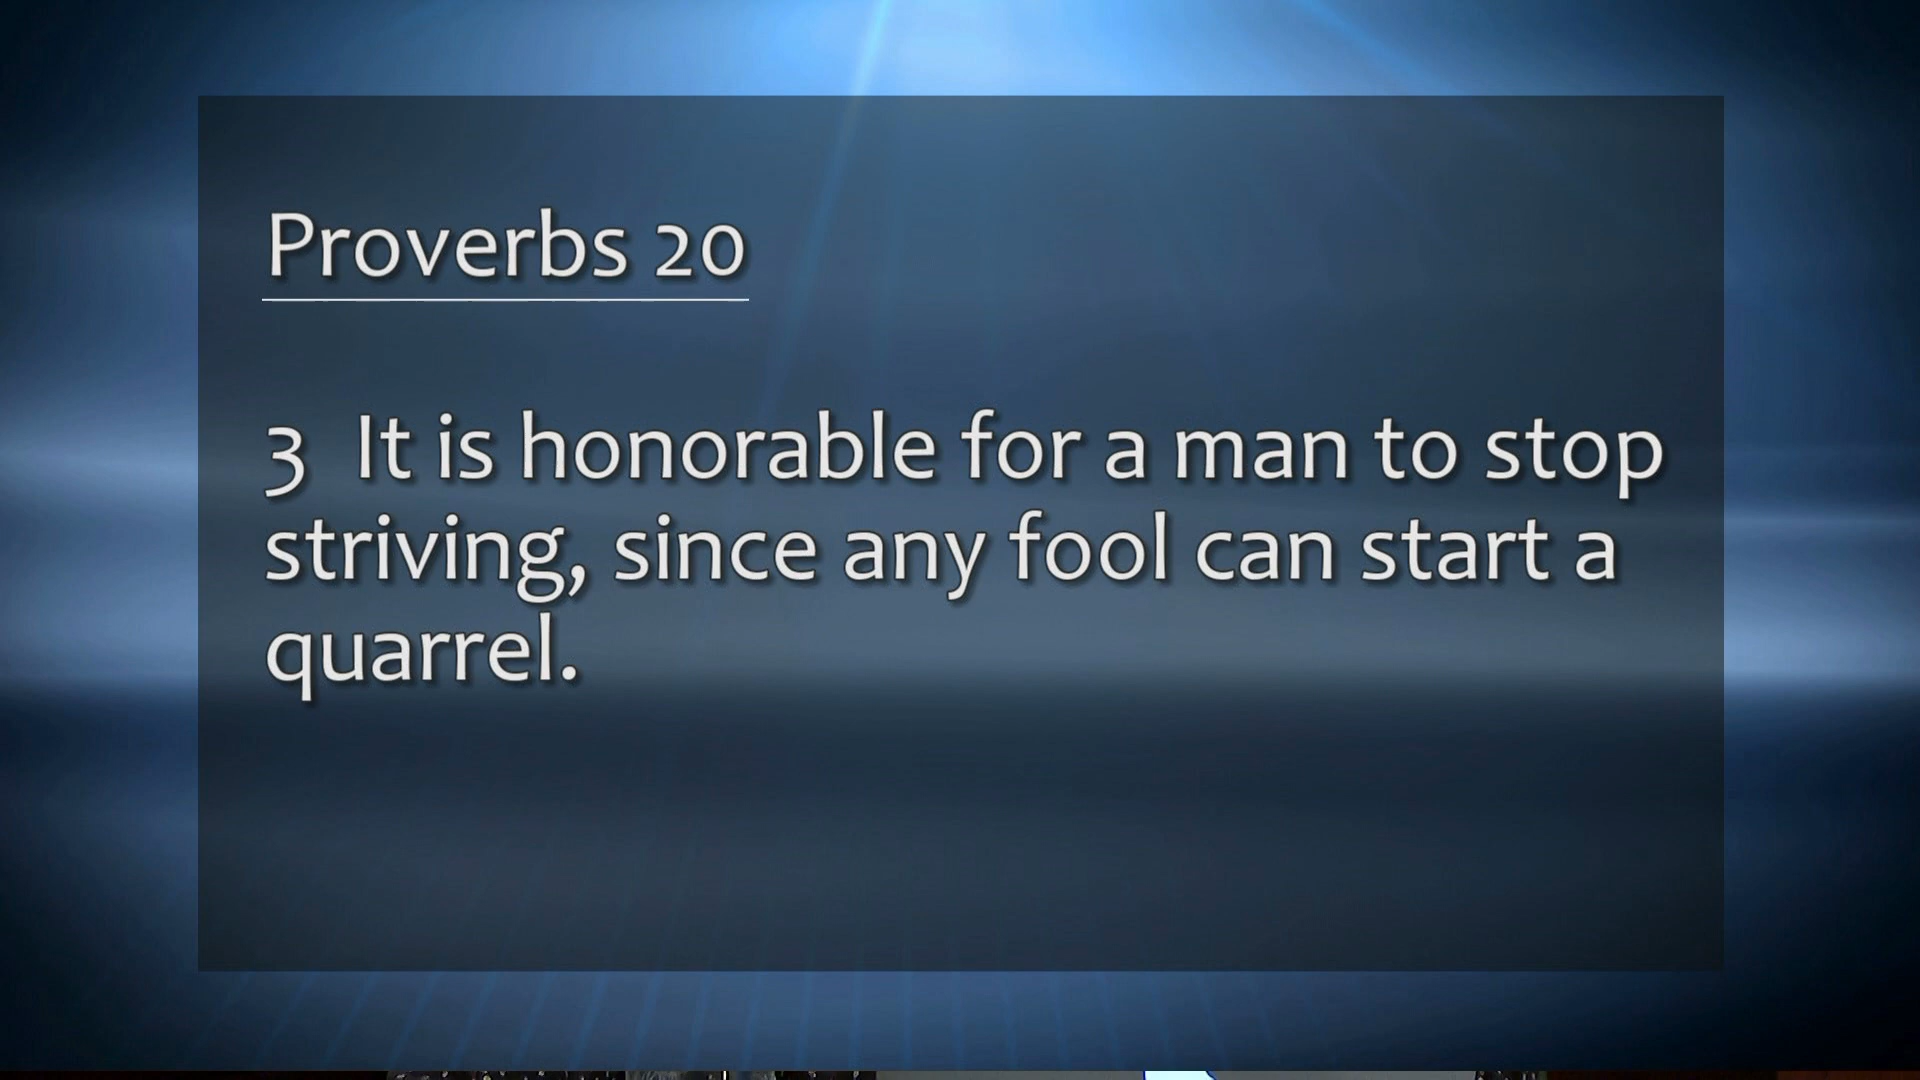 Proverbs 20
3 It is honorable for a man to stop
striving, since any fool can start a
quarrel.